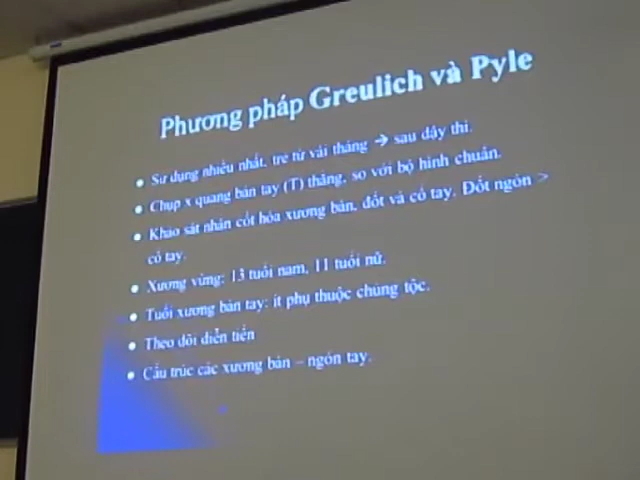 Phương pháp Greulich và Pyle
Sử dụng nhiều nhất, trẻ từ vài tháng → sau dậy thì.
Chụp x quang bàn tay (T) thẳng, so với bộ hình chuẩn.
Khảo sát nhân cốt hóa xương bàn, đốt và cổ tay. Đốt ngón >
cổ tay.
Xương vừng: 13 tuổi nam, 11 tuổi nữ.
Tuổi xương bàn tay: ít phụ thuộc chủng tộc.
Theo dõi diễn tiến
Cấu trúc các xương bàn – ngón tay.